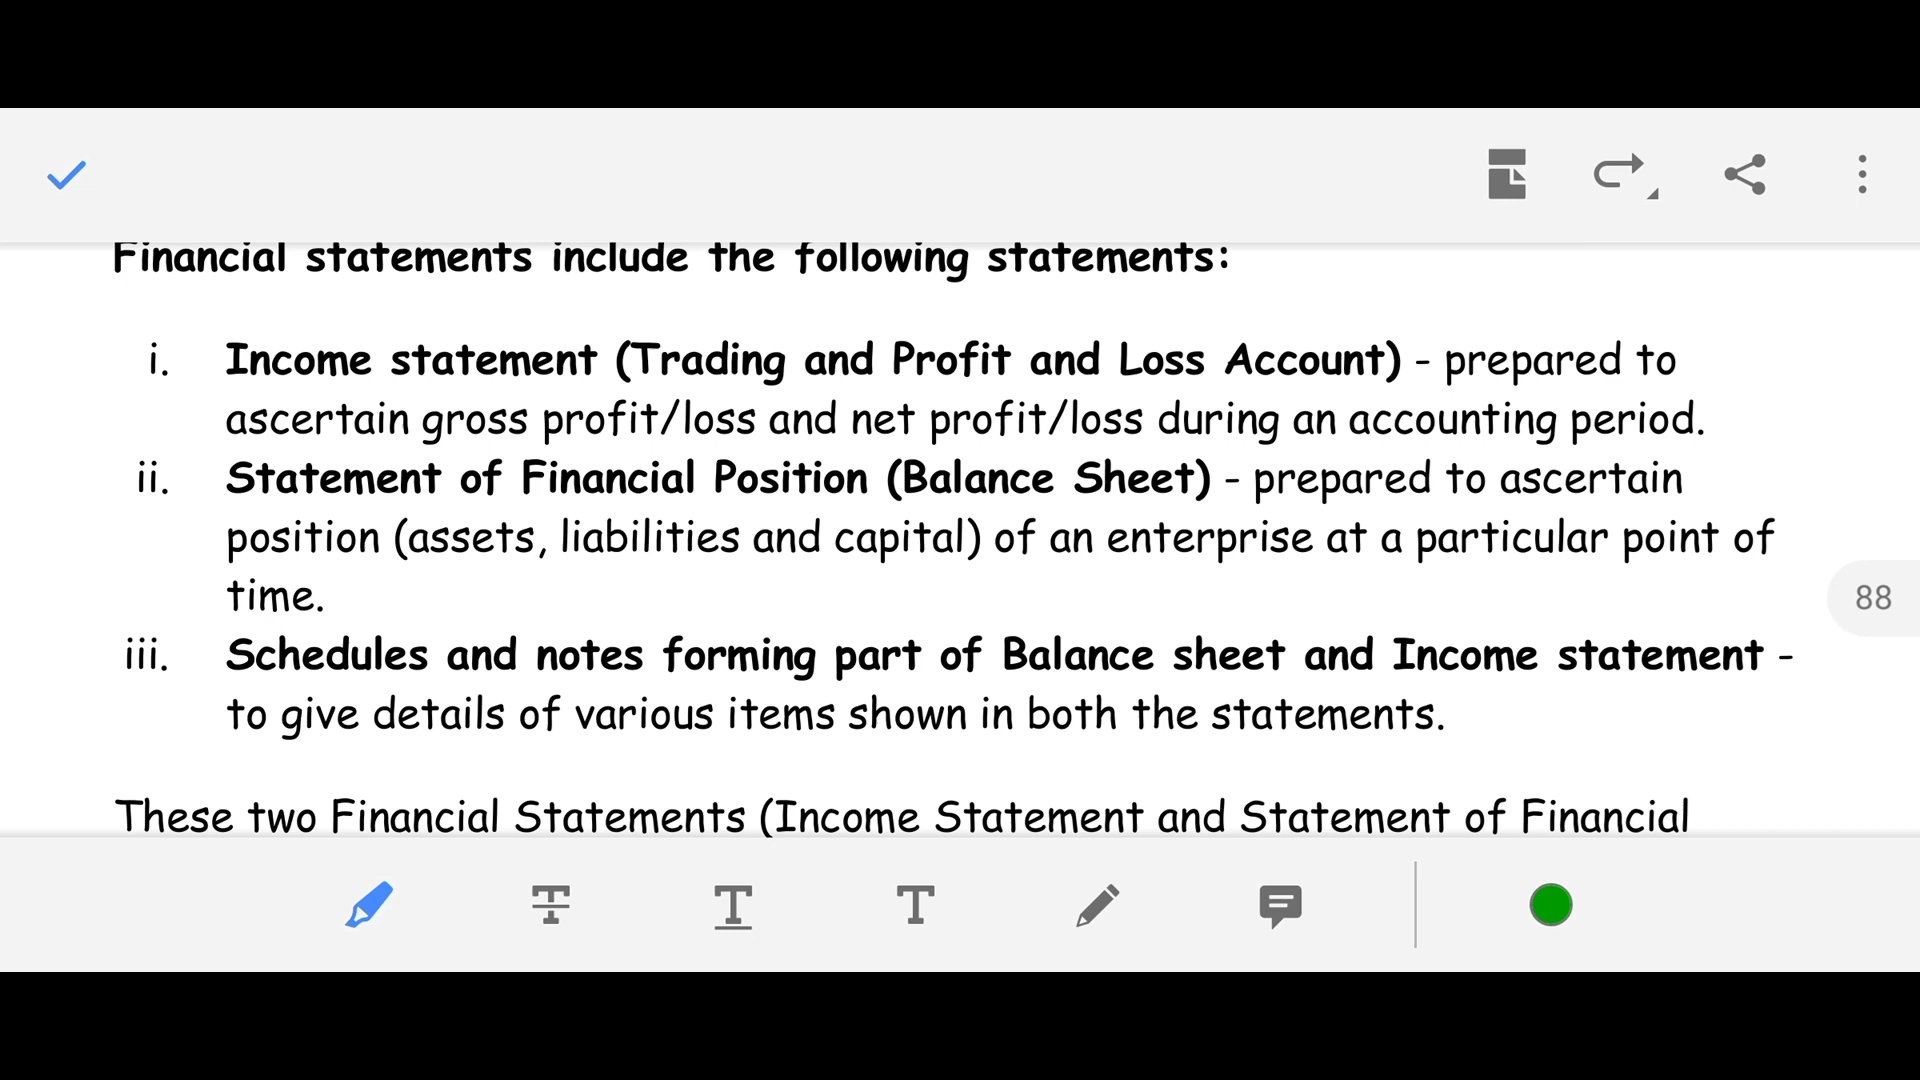 Financial statements include the following statements:
i. Income statement (Trading and Profit and Loss Account) - prepared to
ascertain gross profit/loss and net profit/loss during an accounting period.
ii. Statement of Financial Position (Balance Sheet) - prepared to ascertain
position (assets, liabilities and capital) of an enterprise at a particular point of
time.
88
iii. Schedules and notes forming part of Balance sheet and Income statement -
to give details of various items shown in both the statements.
These two Financial Statements (Income Statement and Statement of Financial